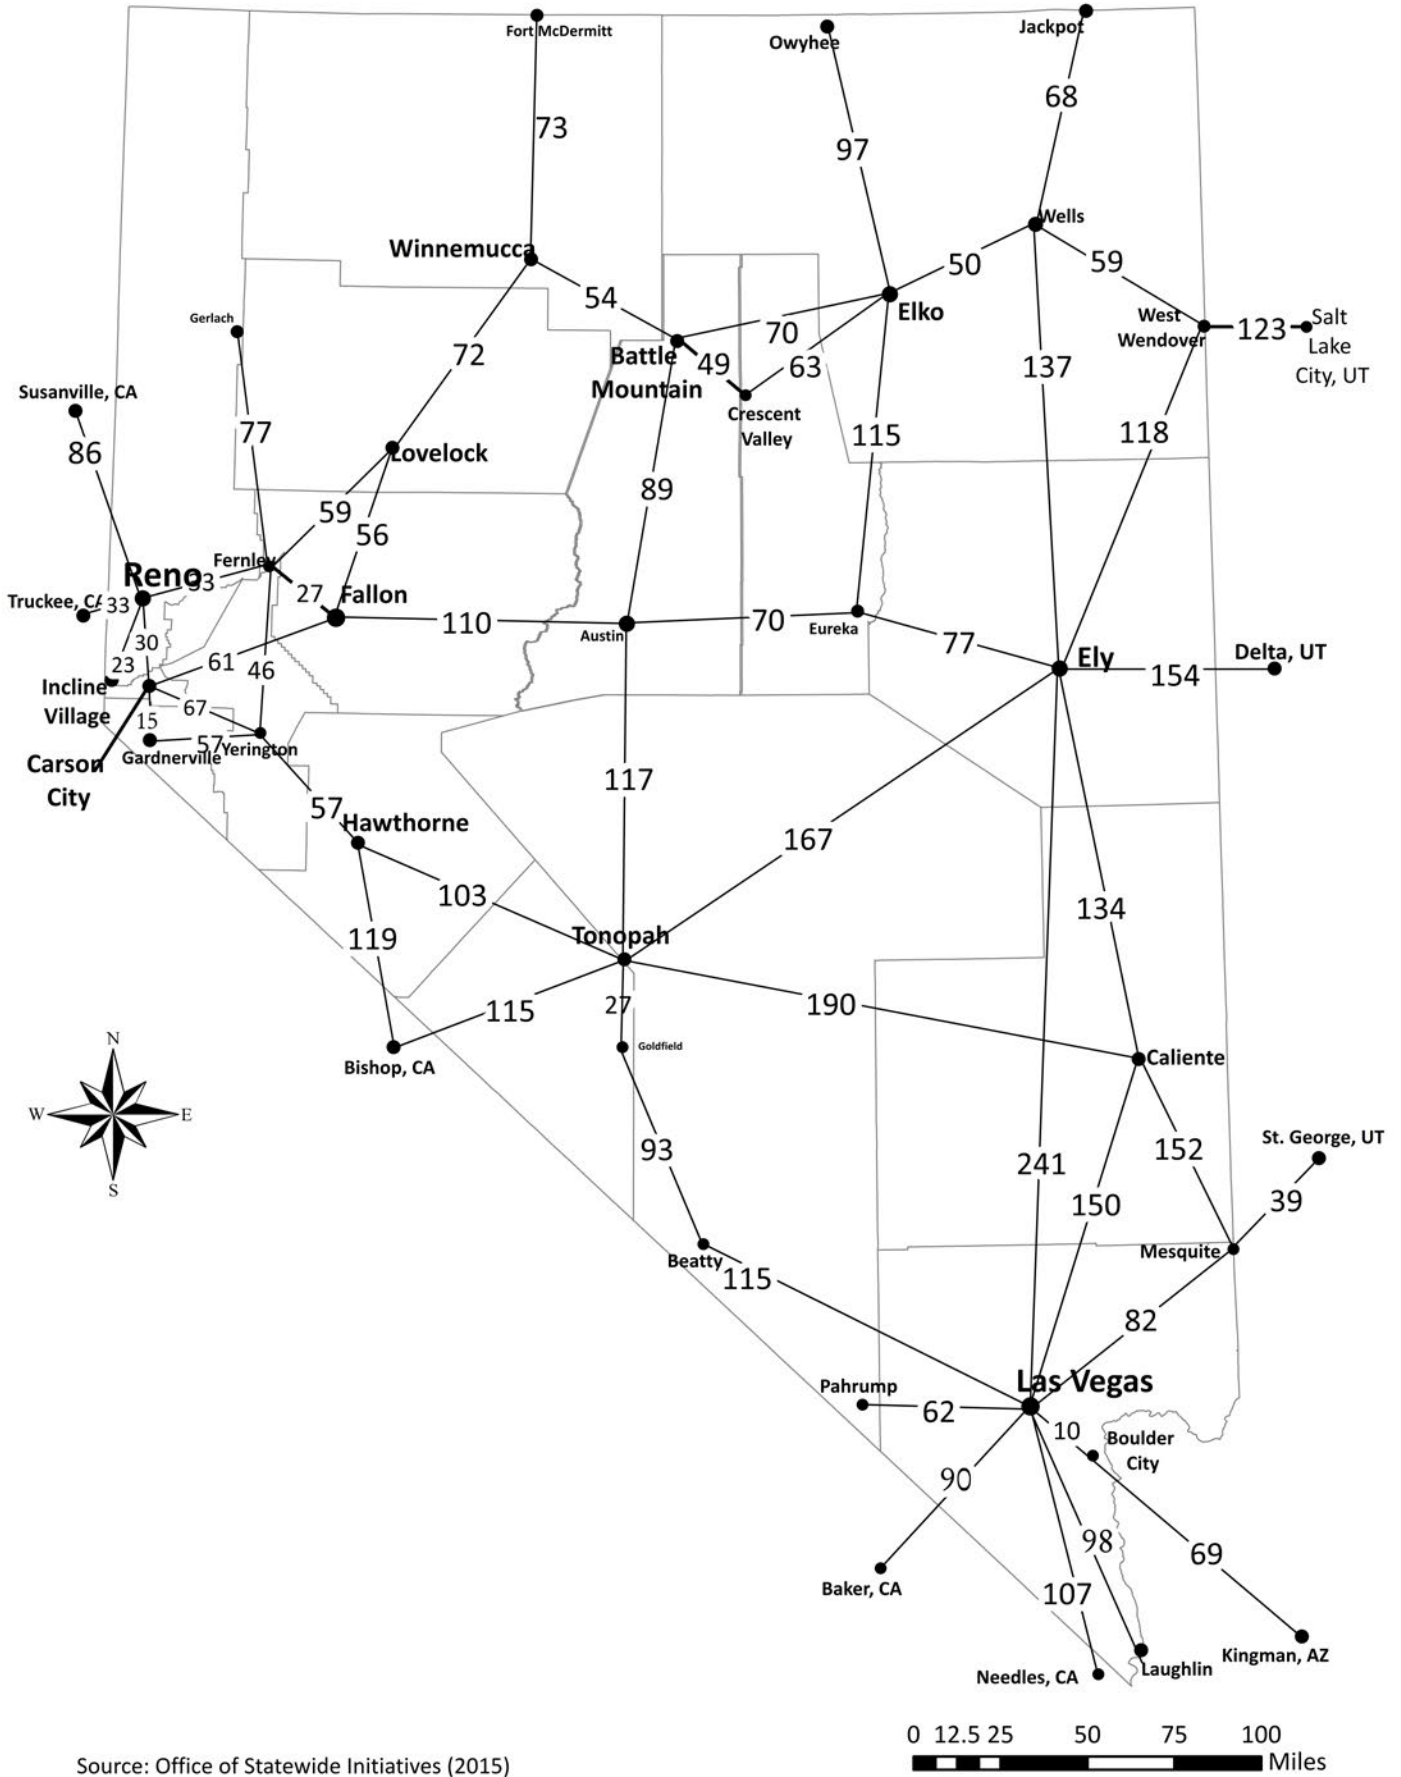 Fort McDermitt
Owyhee
Jackpot
68
73
97
Wells
Winnemucca
50
59
54
Elko
Gerlach
70
West
Wendover
123
Salt
Lake
City, UT
72
Battle
Mountain
49
63
137
Susanville, CA
Crescent
Valley
77
115
118
86
Lovelock
89
59
56
Fernley
Reno
33
27
Fallon
Truckee, CA
33
110
Austin
70
Eureka
30
77
Ely
Delta, UT
23
61
46
154
Incline
Village
67
15
57
Gardnerville
Yerington
Carson
City
117
57
Hawthorne
167
103
134
Tonopah
119
27
190
115
Goldfield
Bishop, CA
Caliente
N
W
E
S
93
241
152
St. George, UT
150
39
Beatty
Mesquite
115
82
Las Vegas
Pahrump
62
10
Boulder
City
90
98
69
Baker, CA
107
Needles, CA
Laughlin
Kingman, AZ
0 12.5 25 50 75 100
Miles
Source: Office of Statewide Initiatives (2015)